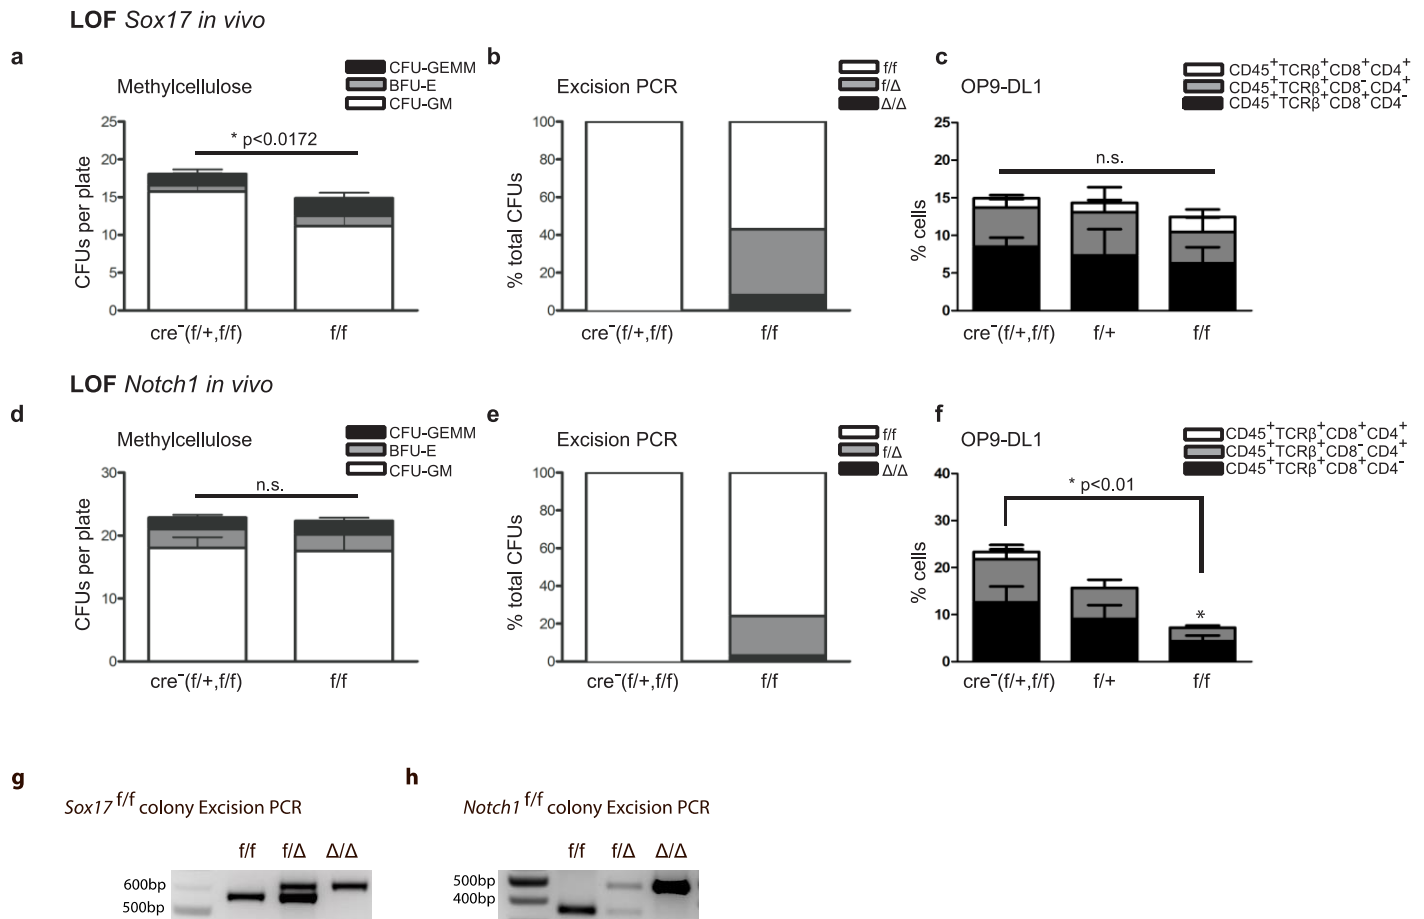 LOF Sox17 in vivo
a
Methylcellulose
CFU-GEMM
BFU-E
CFU-GM
* p<0.0172
CFUs per plate
25
20
15
10
5
0
cre⁻(f/+,f/f)
f/f
b
Excision PCR
f/f
f/Δ
Δ/Δ
% total CFUs
100
80
60
40
20
0
cre⁻(f/+,f/f)
f/f
c
OP9-DL1
CD45⁺TCRβ⁺CD8⁺CD4⁺
CD45⁺TCRβ⁺CD8⁻CD4⁺
CD45⁺TCRβ⁺CD8⁺CD4⁻
n.s.
% cells
25
20
15
10
5
0
cre⁻(f/+,f/f)
f/+
f/f
LOF Notch1 in vivo
d
Methylcellulose
CFU-GEMM
BFU-E
CFU-GM
n.s.
CFUs per plate
30
20
10
0
cre⁻(f/+,f/f)
f/f
e
Excision PCR
f/f
f/Δ
Δ/Δ
% total CFUs
100
80
60
40
20
0
cre⁻(f/+,f/f)
f/f
f
OP9-DL1
CD45⁺TCRβ⁺CD8⁺CD4⁺
CD45⁺TCRβ⁺CD8⁻CD4⁺
CD45⁺TCRβ⁺CD8⁺CD4⁻
* p<0.01
*
% cells
40
30
20
10
0
cre⁻(f/+,f/f)
f/+
f/f
g
Sox17 f/f colony Excision PCR
f/f f/Δ Δ/Δ
600bp
500bp
h
Notch1 f/f colony Excision PCR
f/f f/Δ Δ/Δ
500bp
400bp